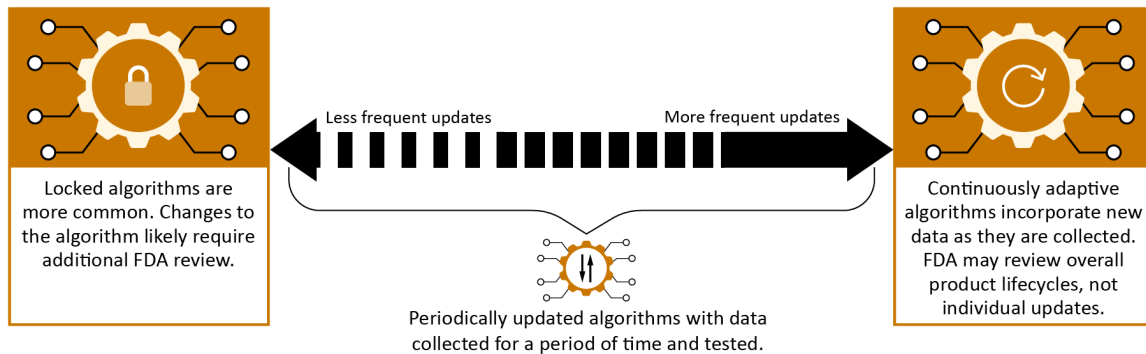 Less frequent updates
More frequent updates
Locked algorithms are
more common. Changes to
the algorithm likely require
additional FDA review.
Periodically updated algorithms with data
collected for a period of time and tested.
Continuously adaptive
algorithms incorporate new
data as they are collected.
FDA may review overall
product lifecycles, not
individual updates.